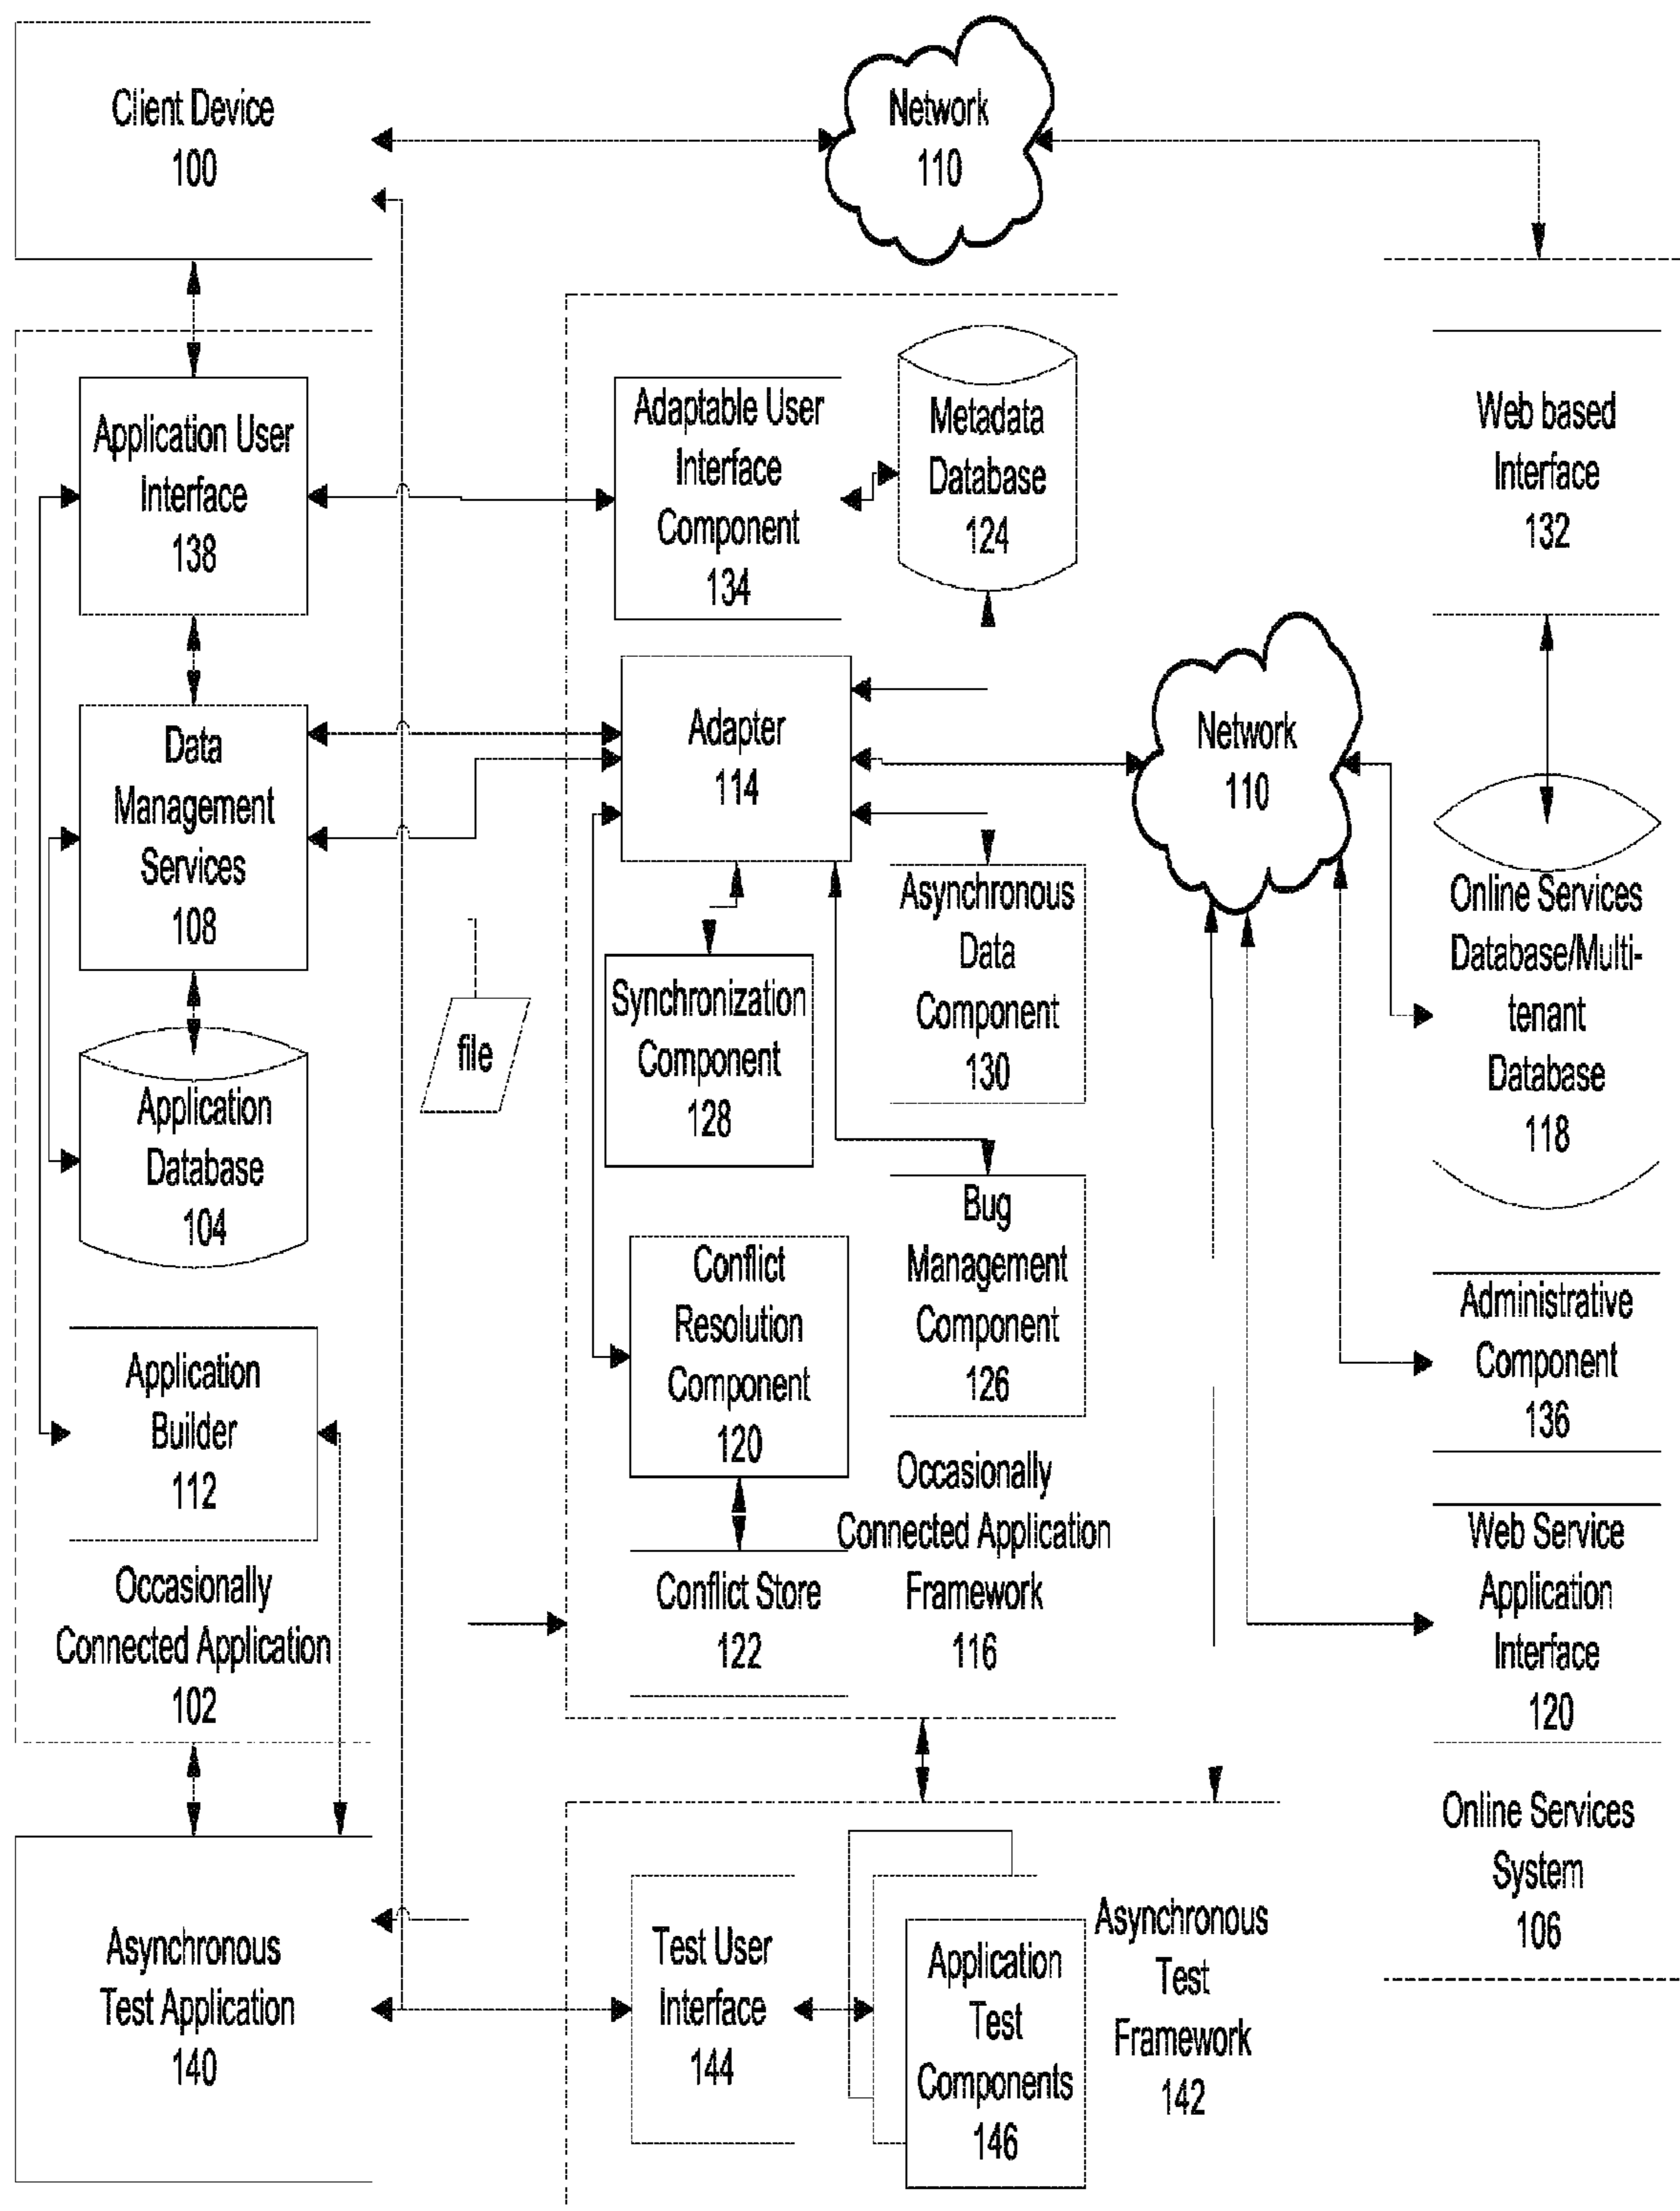 Client Device
100
Network
110
Application User
Interface
138
Adaptable User
Interface
Component
134
Metadata
Database
124
Web based
Interface
132
Data
Management
Services
108
Adapter
114
Network
110
Asynchronous
Data
Component
130
Online Services
Database/Multi-
tenant
Database
118
Synchronization
Component
128
file
Application
Database
104
Bug
Management
Component
126
Conflict
Resolution
Component
120
Administrative
Component
136
Application
Builder
112
Occasionally
Connected Application
Framework
116
Web Service
Application
Interface
120
Occasionally
Connected Application
102
Conflict Store
122
Online Services
System
106
Asynchronous
Test Application
140
Test User
Interface
144
Application
Test
Components
146
Asynchronous
Test
Framework
142